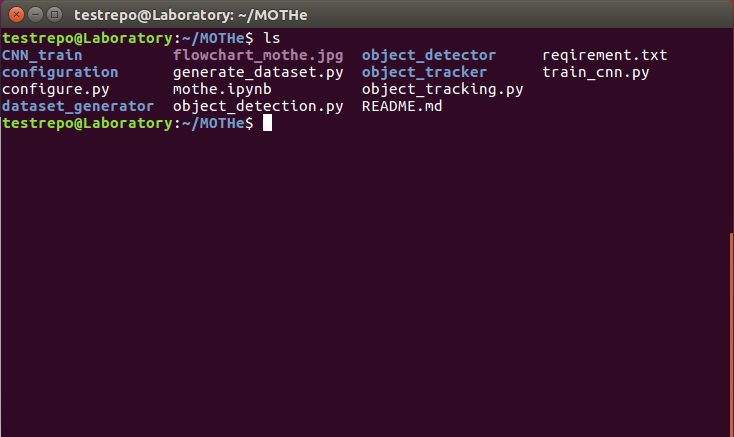 testrepo@Laboratory: ~/MOTHe
testrepo@Laboratory:~/MOTHe$ ls
CNN_train flowchart_mothe.jpg object_detector reqirement.txt
configuration generate_dataset.py object_tracker train_cnn.py
configure.py mothe.ipynb object_tracking.py
dataset_generator object_detection.py README.md
testrepo@Laboratory:~/MOTHe$